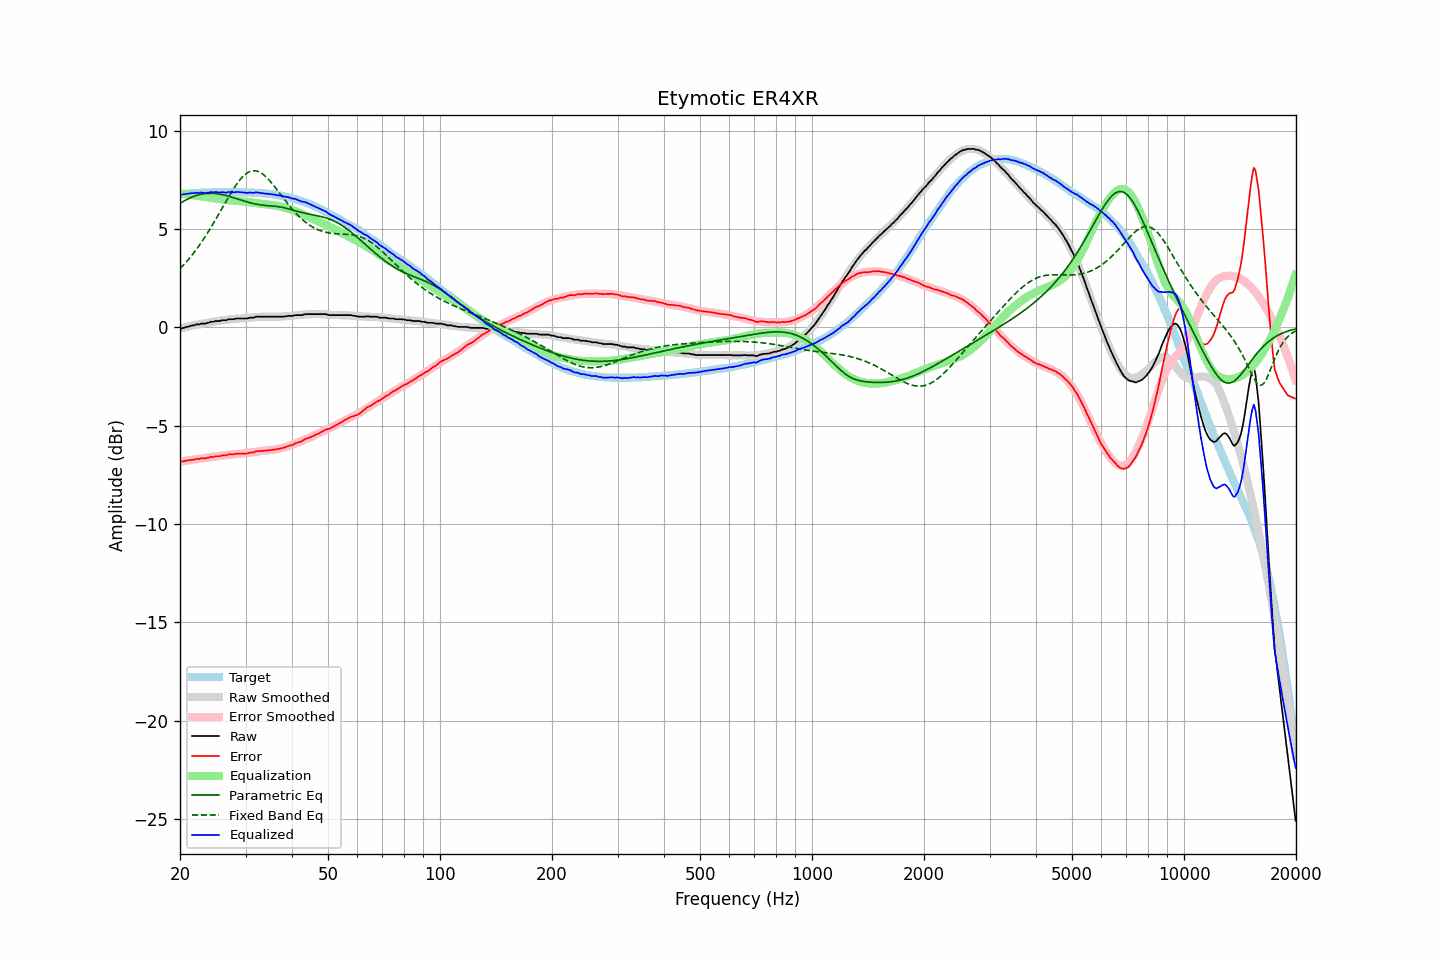 Etymotic ER4XR
10
5
0
−5
−10
−15
−20
−25
Amplitude (dBr)
Target
Raw Smoothed
Error Smoothed
Raw
Error
Equalization
Parametric Eq
Fixed Band Eq
Equalized
20 50 100 200 500 1000 2000 5000 10000 20000
Frequency (Hz)